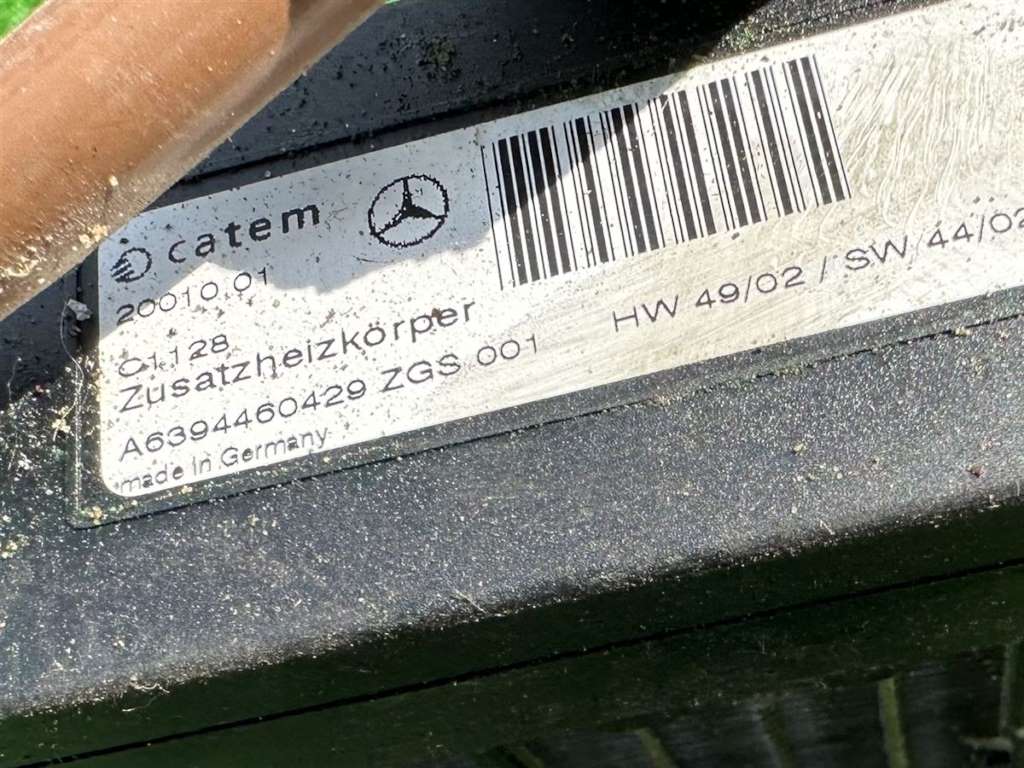 catem
20010 01
C1128
Zusatzheizkörper
A6394460429 ZGS 001
HW 49/02 / SW 44/02
made in Germany